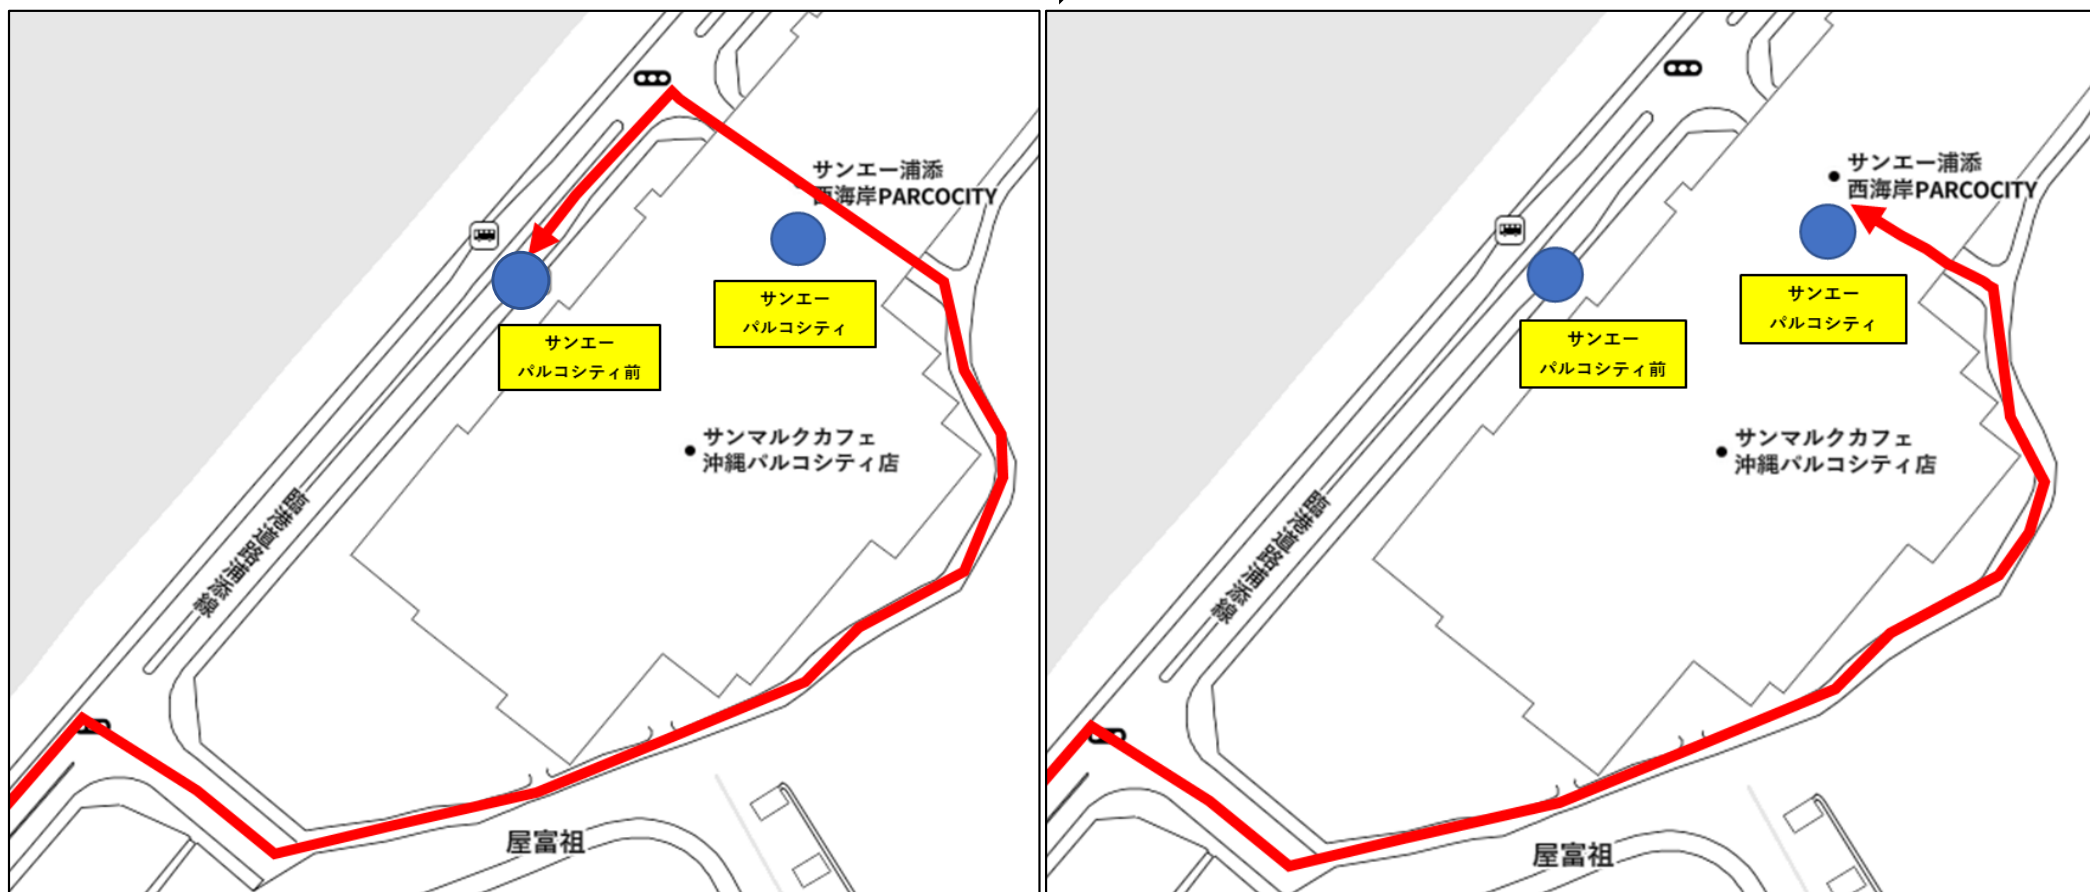 サンエー浦添
西海岸PARCOCITY
サンエー
パルコシティ
サンエー
パルコシティ前
サンマルクカフェ
沖縄パルコシティ店
臨港道路浦添線
屋富祖
サンエー浦添
西海岸PARCOCITY
サンエー
パルコシティ
サンエー
パルコシティ前
サンマルクカフェ
沖縄パルコシティ店
臨港道路浦添線
屋富祖